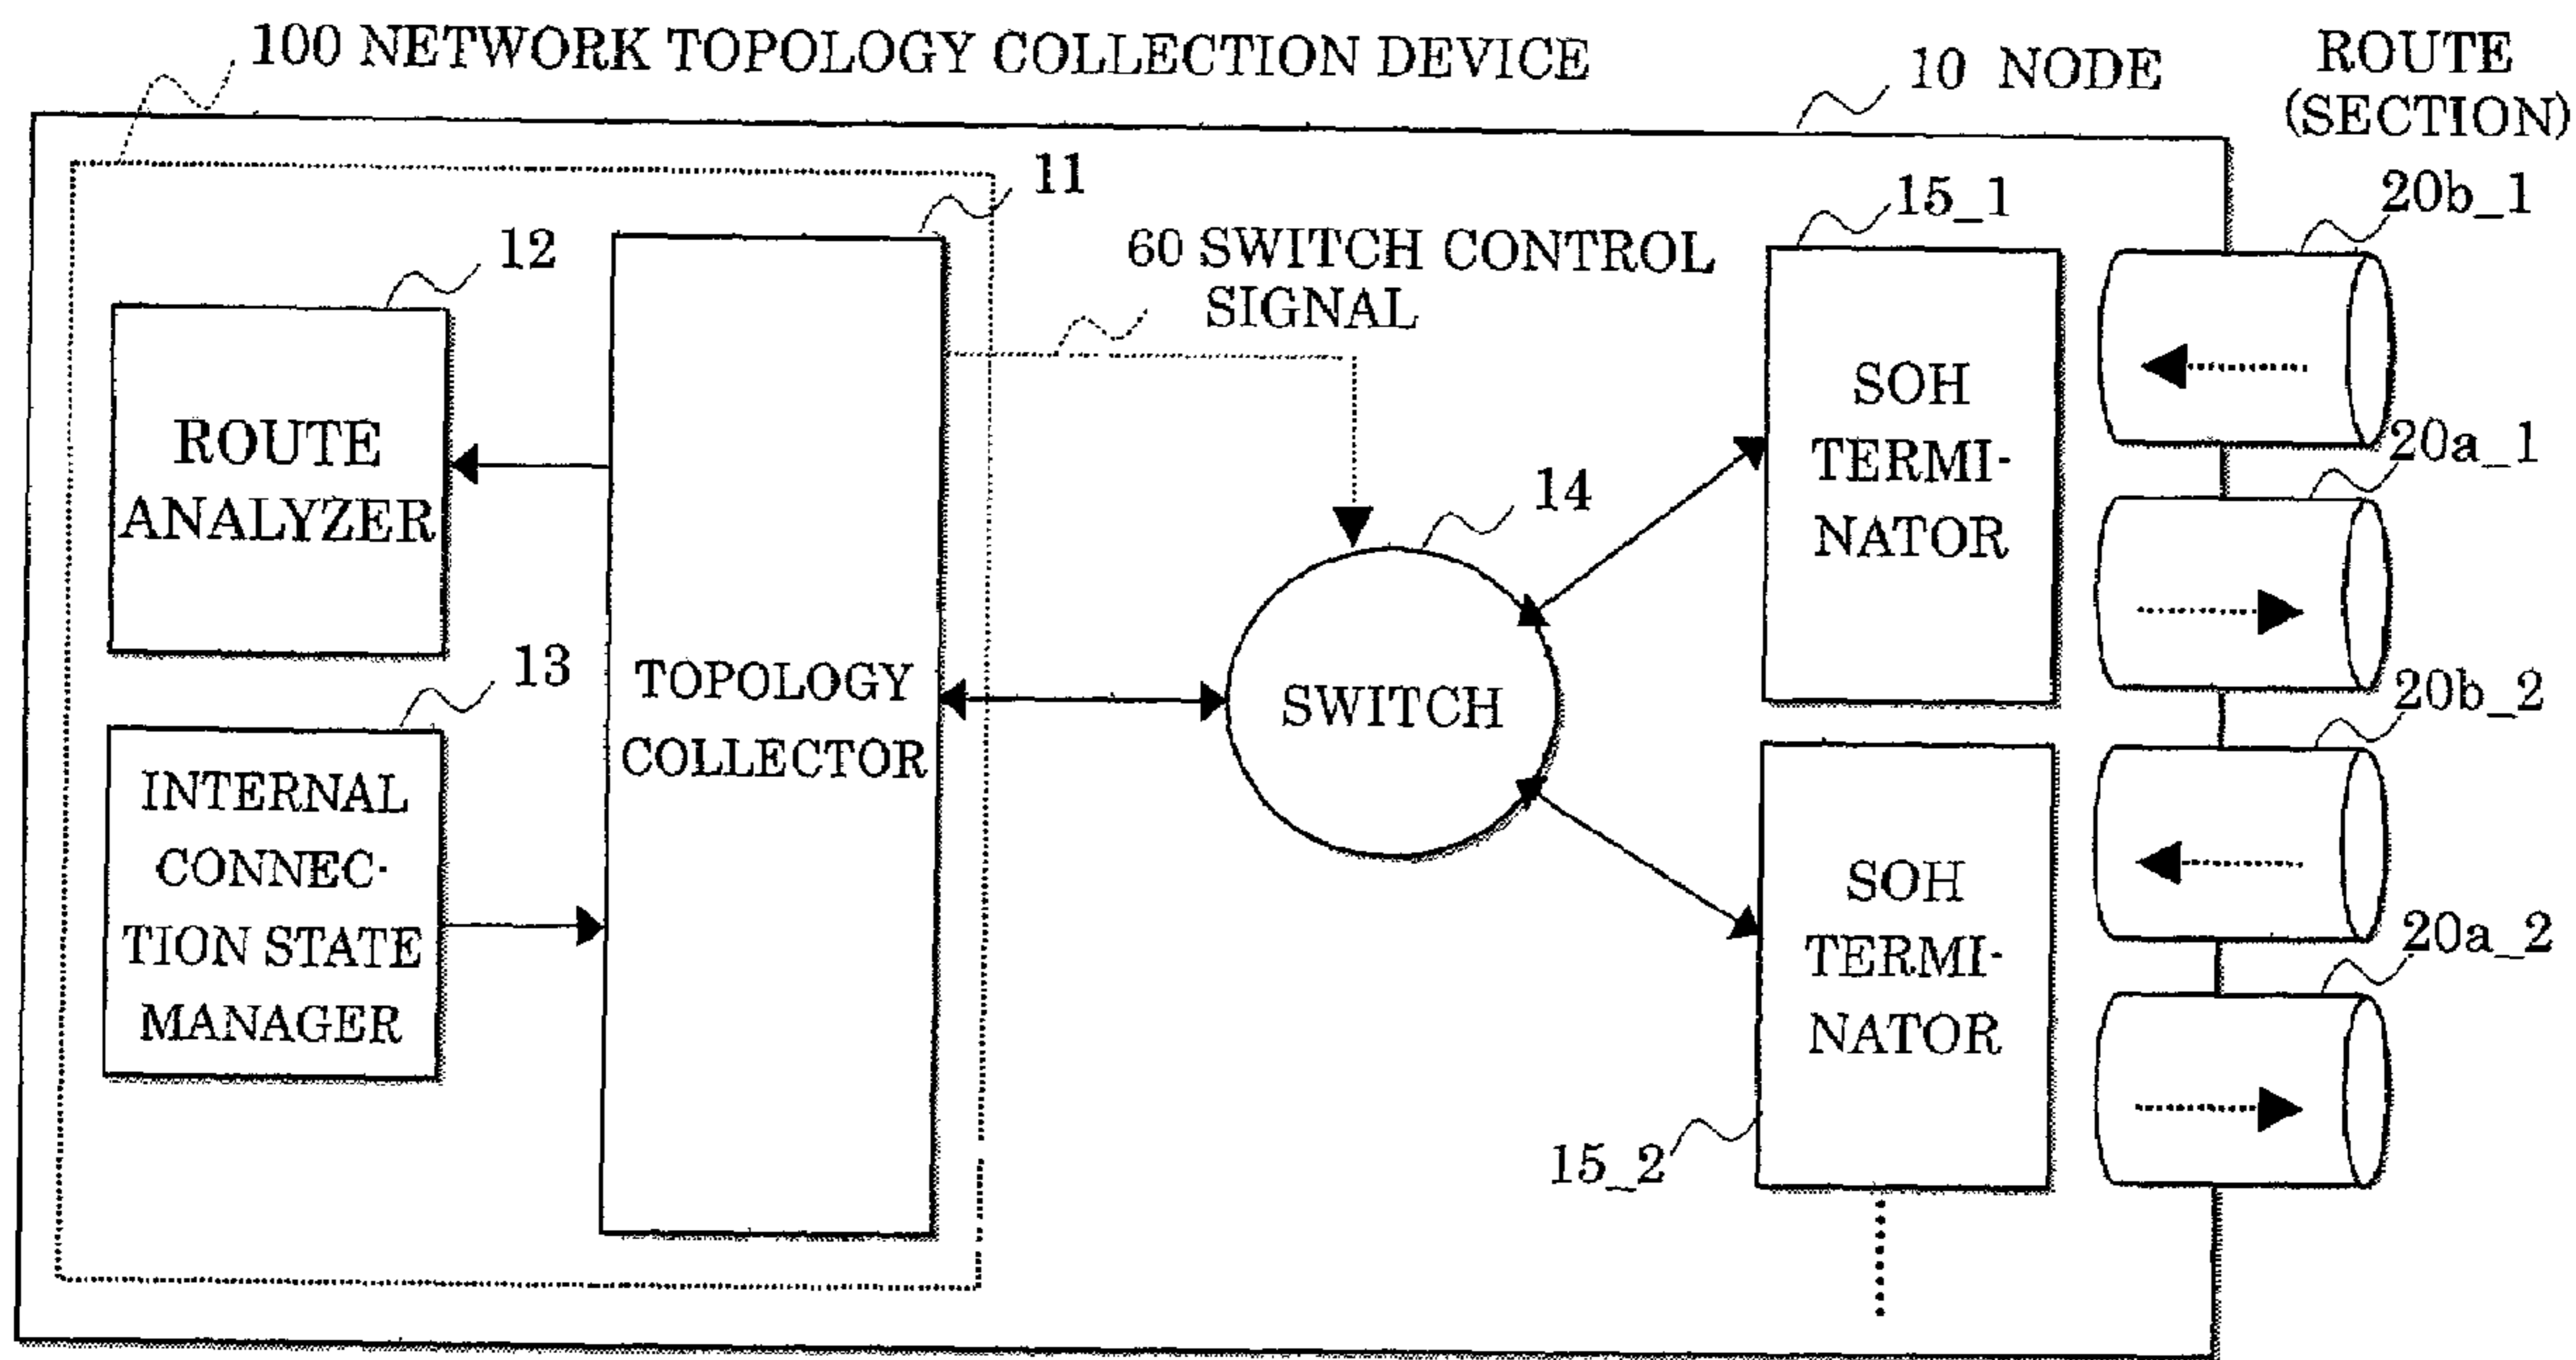 100 NETWORK TOPOLOGY COLLECTION DEVICE
10 NODE
ROUTE
(SECTION)
11
12
15_1
20b_1
60 SWITCH CONTROL
SIGNAL
ROUTE
ANALYZER
SOH
TERMI-
NATOR
20a_1
14
13
TOPOLOGY
COLLECTOR
SWITCH
20b_2
INTERNAL
CONNEC-
TION STATE
MANAGER
SOH
TERMI-
NATOR
20a_2
15_2